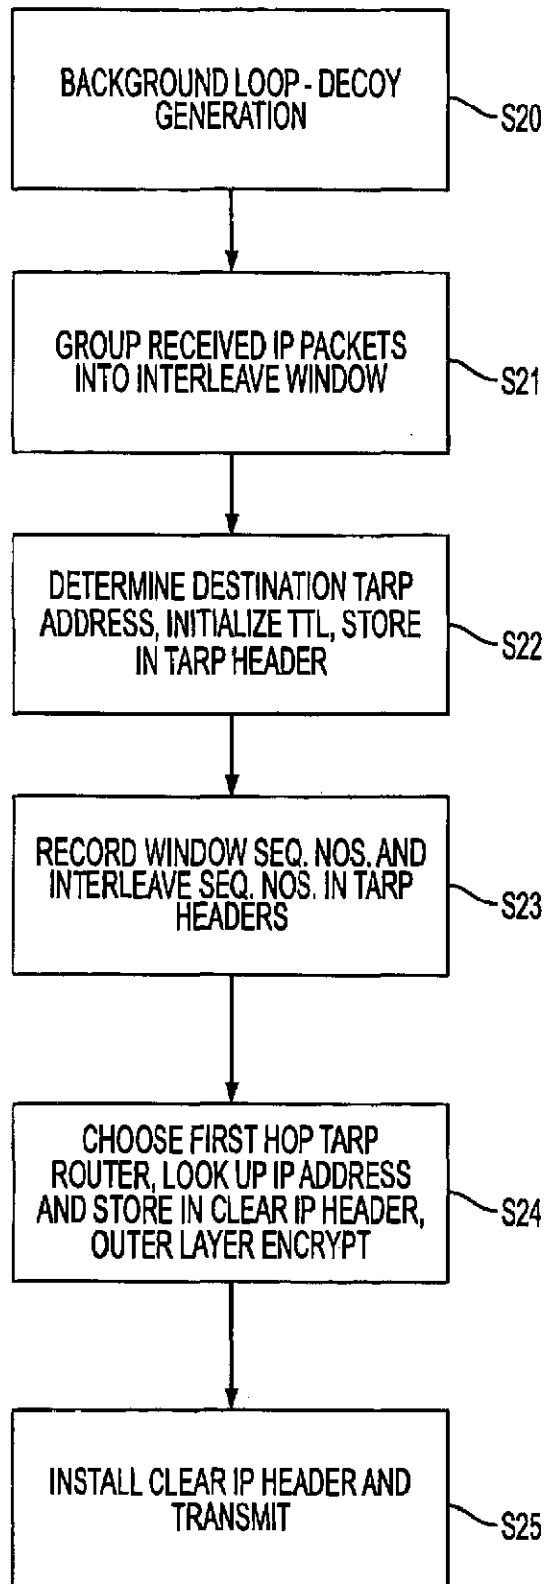 BACKGROUND LOOP - DECOY
GENERATION
S20
GROUP RECEIVED IP PACKETS
INTO INTERLEAVE WINDOW
S21
DETERMINE DESTINATION TARP
ADDRESS, INITIALIZE TTL, STORE
IN TARP HEADER
S22
RECORD WINDOW SEQ. NOS. AND
INTERLEAVE SEQ. NOS. IN TARP
HEADERS
S23
CHOOSE FIRST HOP TARP
ROUTER, LOOK UP IP ADDRESS
AND STORE IN CLEAR IP HEADER,
OUTER LAYER ENCRYPT
S24
INSTALL CLEAR IP HEADER AND
TRANSMIT
S25